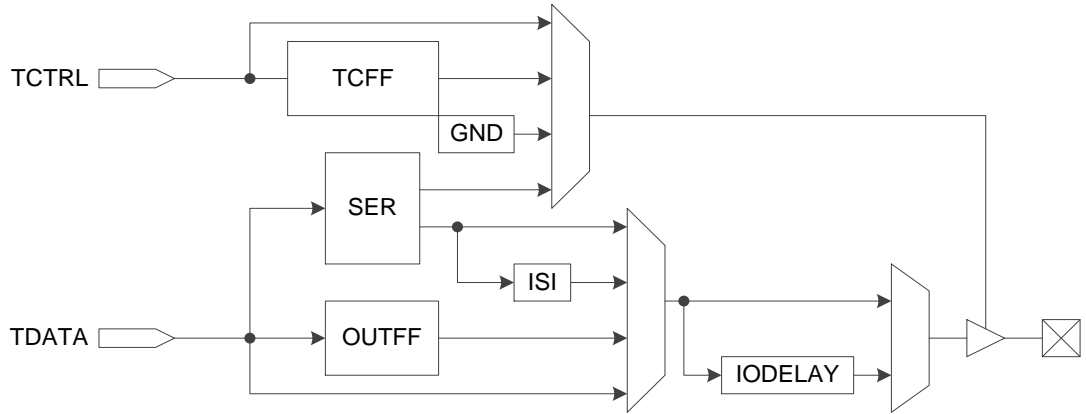 TCTRL
TCFF
GND
SER
ISI
TDATA
OUTFF
IODELAY